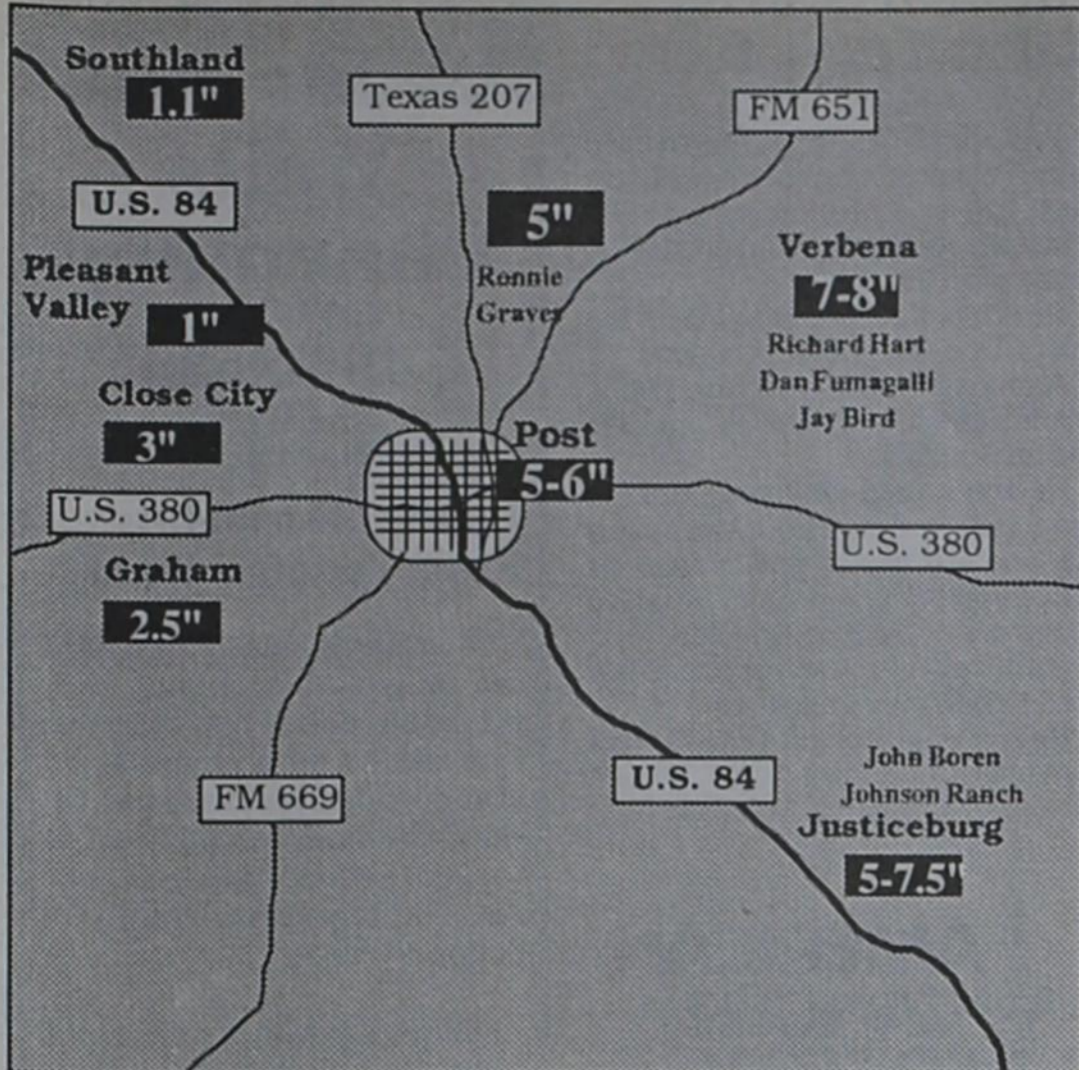 Southland
1.1"
Texas 207
FM 651
U.S. 84
5"
Ronnie
Graves
Verbena
7-8"
Richard Hart
Dan Fumagalli
Jay Bird
Pleasant
Valley
1"
Close City
3"
Post
5-6"
U.S. 380
U.S. 380
Graham
2.5"
FM 669
U.S. 84
John Boren
Johnson Ranch
Justiceburg
5-7.5"